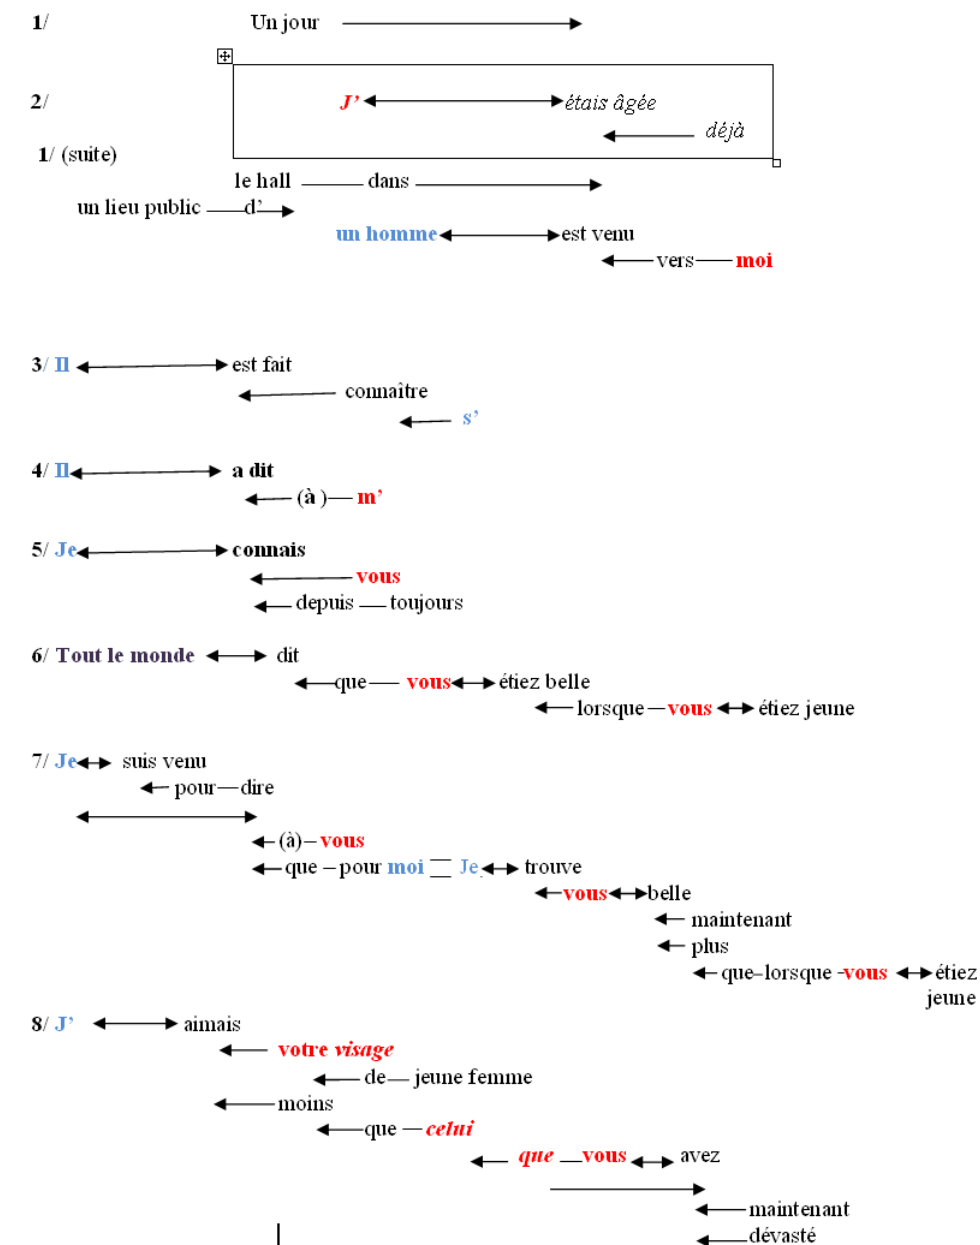 1/ Un jour
2/ J’ étais âgée
déjà
1/ (suite)
le hall dans
un lieu public d’
un homme est venu
vers moi
3/ Il est fait
connaître
s’
4/ Il a dit
(à ) m’
5/ Je connais
vous
depuis toujours
6/ Tout le monde dit
que vous étiez belle
lorsque vous étiez jeune
7/ Je suis venu
pour dire
(à) vous
que pour moi Je trouve
vous belle
maintenant
plus
que lorsque vous étiez
jeune
8/ J’ aimais
votre visage
de jeune femme
moins
que celui
que vous avez
maintenant
dévasté